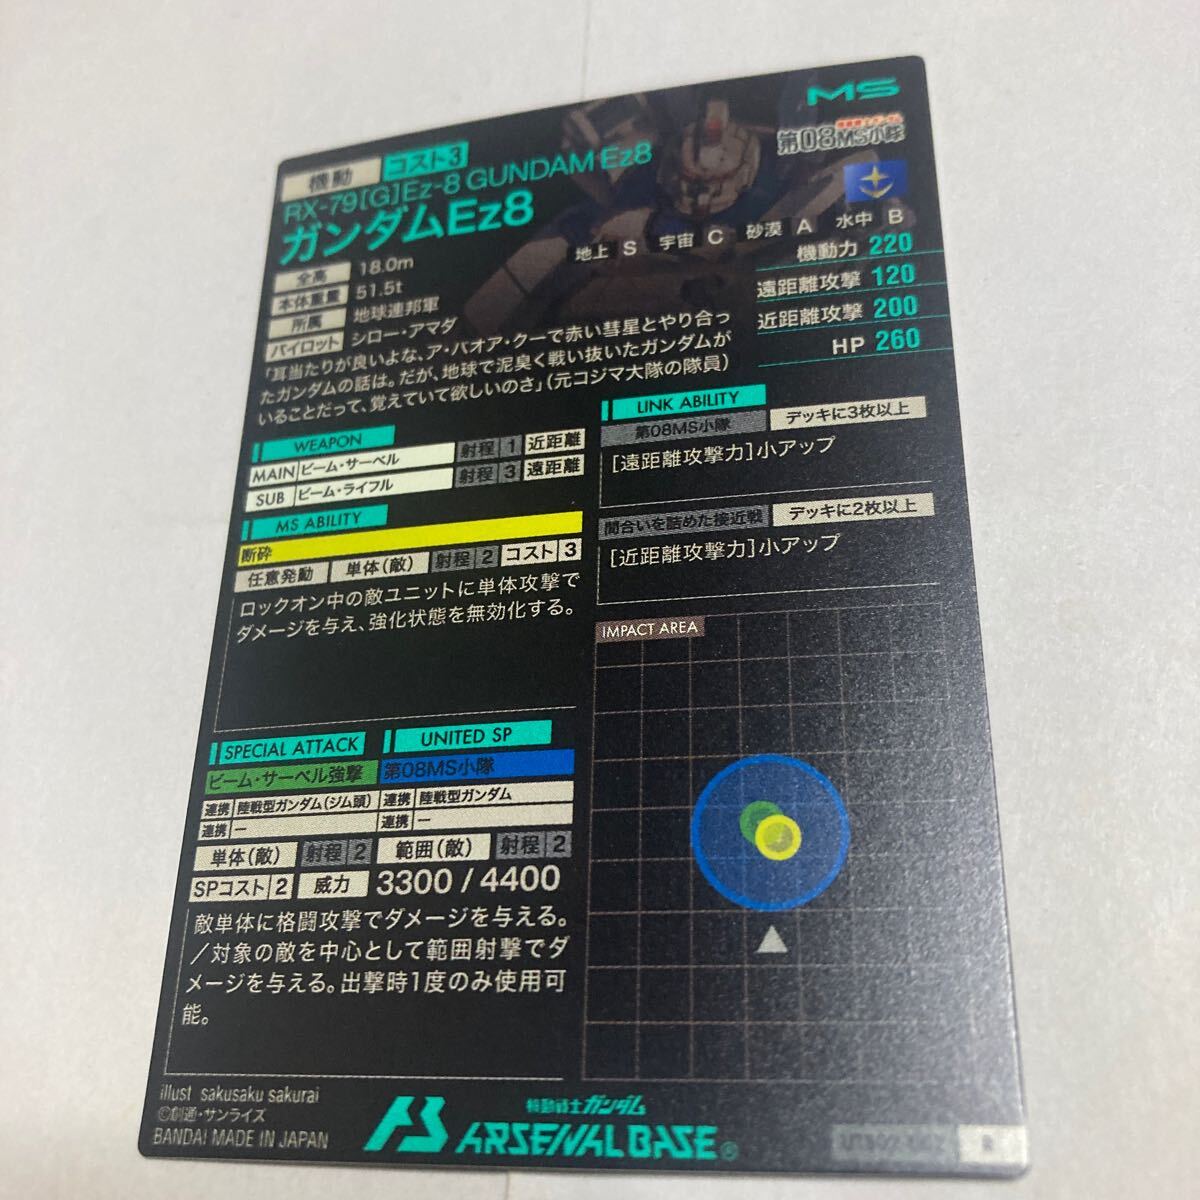 MS
機動 コスト3
機動戦士ガンダム
第08MS小隊
RX-79[G]Ez-8 GUNDAM Ez8
ガンダムEz8
地上 S 宇宙 C 砂漠 A 水中 B
全高 18.0m
本体重量 51.5t
所属 地球連邦軍
パイロット シロー・アマダ
機動力 220
遠距離攻撃 120
近距離攻撃 200
HP 260
「耳当たりが良いよな、ア・バオア・クーで赤い彗星とやり合っ
たガンダムの話は。だが、地球で泥臭く戦い抜いたガンダムが
いることだって、覚えていて欲しいのさ」(元コジマ大隊の隊員)
WEAPON
MAIN ビーム・サーベル 射程 1 近距離
SUB ビーム・ライフル 射程 3 遠距離
MS ABILITY
断砕
任意発動 単体(敵) 射程 2 コスト 3
ロックオン中の敵ユニットに単体攻撃で
ダメージを与え、強化状態を無効化する。
LINK ABILITY
第08MS小隊 デッキに3枚以上
[遠距離攻撃力]小アップ
間合いを詰めた接近戦 デッキに2枚以上
[近距離攻撃力]小アップ
IMPACT AREA
SPECIAL ATTACK UNITED SP
ビーム・サーベル強撃 第08MS小隊
連携 陸戦型ガンダム(ジム頭) 連携 陸戦型ガンダム
連携 ー 連携 ー
単体(敵) 射程 2 範囲(敵) 射程 2
SPコスト 2 威力 3300 / 4400
敵単体に格闘攻撃でダメージを与える。
/対象の敵を中心として範囲射撃でダ
メージを与える。出撃時1度のみ使用可
能。
illust sakusaku sakurai
©創通・サンライズ
BANDAI MADE IN JAPAN
機動戦士ガンダム
ARSENAL BASE®
R